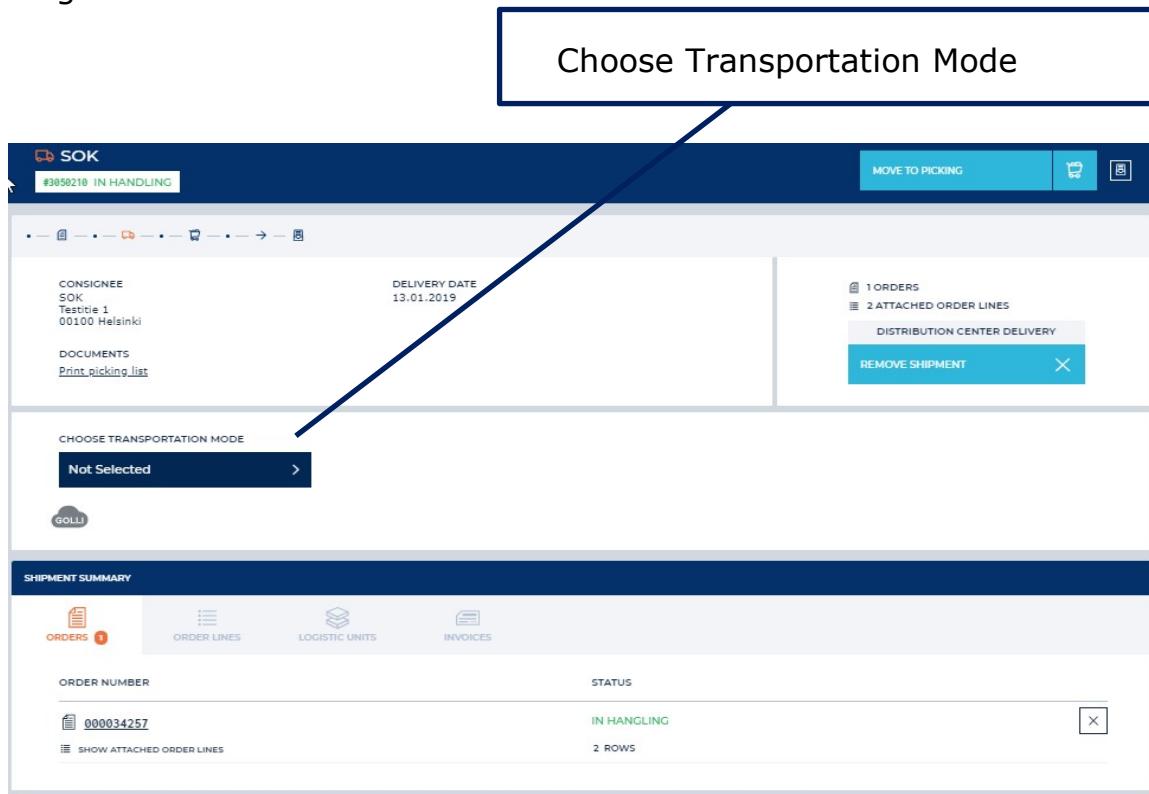 Choose Transportation Mode
SOK
#3050210 IN HANDLING
MOVE TO PICKING
CONSIGNEE
SOK
Testitie 1
00100 Helsinki
DELIVERY DATE
13.01.2019
DOCUMENTS
Print picking list
1 ORDERS
2 ATTACHED ORDER LINES
DISTRIBUTION CENTER DELIVERY
REMOVE SHIPMENT
CHOOSE TRANSPORTATION MODE
Not Selected
GOLLI
SHIPMENT SUMMARY
ORDERS 1
ORDER LINES
LOGISTIC UNITS
INVOICES
ORDER NUMBER
STATUS
000034257
IN HANGLING
SHOW ATTACHED ORDER LINES
2 ROWS